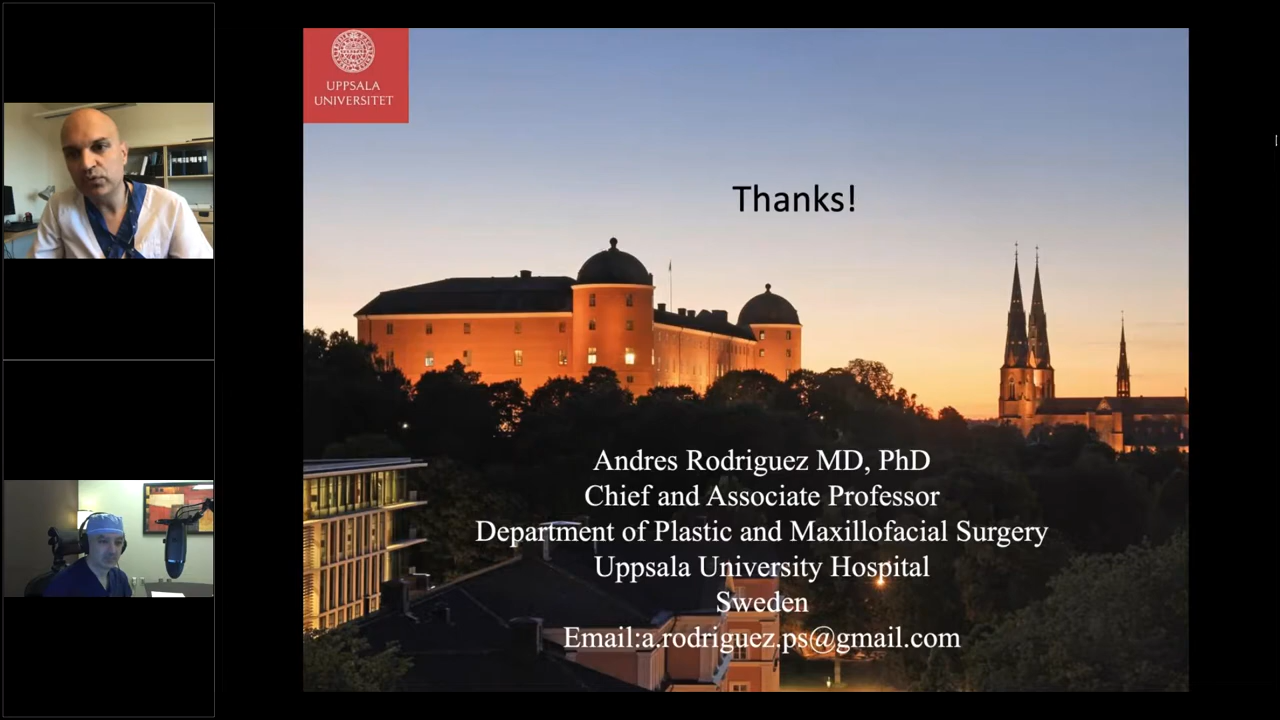 UPPSALA
UNIVERSITET
Thanks!
Andres Rodriguez MD, PhD
Chief and Associate Professor
Department of Plastic and Maxillofacial Surgery
Uppsala University Hospital
Sweden
Email:a.rodriguez.ps@gmail.com